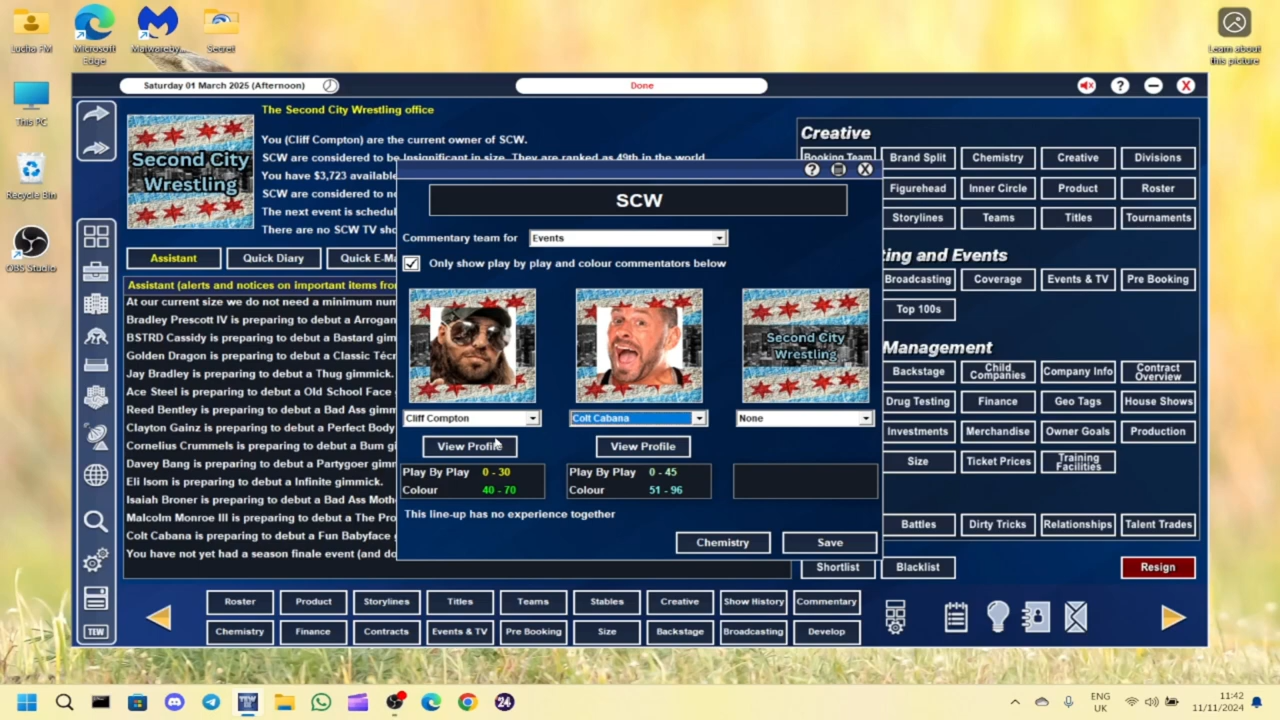 Lucha FM
Microsoft Edge
Malwareby...
Secret
Learn about this picture
This PC
Recycle Bin
OBS Studio
Saturday 01 March 2025 (Afternoon)
Done
The Second City Wrestling office
You (Cliff Compton) are the current owner of SCW.
SCW are considered to be Insignificant in size. They are ranked as 49th in the world
You have $3,723 available
SCW are considered to
The next event is schedul
There are no SCW TV sho
Second City
Wrestling
Assistant
Quick Diary
Quick E-M
Assistant (alerts and notices on important items fro
At our current size we do not need a minimum num
Bradley Prescott IV is preparing to debut a Arrogan
BSTRD Cassidy is preparing to debut a Bastard gim
Golden Dragon is preparing to debut a Classic Técr
Jay Bradley is preparing to debut a Thug gimmick.
Ace Steel is preparing to debut a Old School Face
Reed Bentley is preparing to debut a Bad Ass gimm
Clayton Gainz is preparing to debut a Perfect Body
Cornelius Crummels is preparing to debut a Bum gi
Davey Bang is preparing to debut a Partygoer gimr
Eli Isom is preparing to debut a Infinite gimmick.
Isaiah Broner is preparing to debut a Bad Ass Moth
Malcolm Monroe III is preparing to debut a The Pro
Colt Cabana is preparing to debut a Fun Babyface
You have not yet had a season finale event (and do
SCW
Commentary team for
Events
Only show play by play and colour commentators below
Second City
Wrestling
Cliff Compton
Colt Cabana
None
View Profile
View Profile
Play By Play 0 - 30
Colour 40 - 70
Play By Play 0 - 45
Colour 51 - 96
This line-up has no experience together
Chemistry
Save
Creative
Booking Team
Brand Split
Chemistry
Creative
Divisions
Figurehead
Inner Circle
Product
Roster
Storylines
Teams
Titles
Tournaments
ing and Events
Broadcasting
Coverage
Events & TV
Pre Booking
Top 100s
Management
Backstage
Child Companies
Company Info
Contract Overview
Drug Testing
Finance
Geo Tags
House Shows
Investments
Merchandise
Owner Goals
Production
Size
Ticket Prices
Training Facilities
Battles
Dirty Tricks
Relationships
Talent Trades
Shortlist
Blacklist
Resign
Roster
Product
Storylines
Titles
Teams
Stables
Creative
Show History
Commentary
Chemistry
Finance
Contracts
Events & TV
Pre Booking
Size
Backstage
Broadcasting
Develop
TEW
ENG
UK
11:42
11/11/2024
24